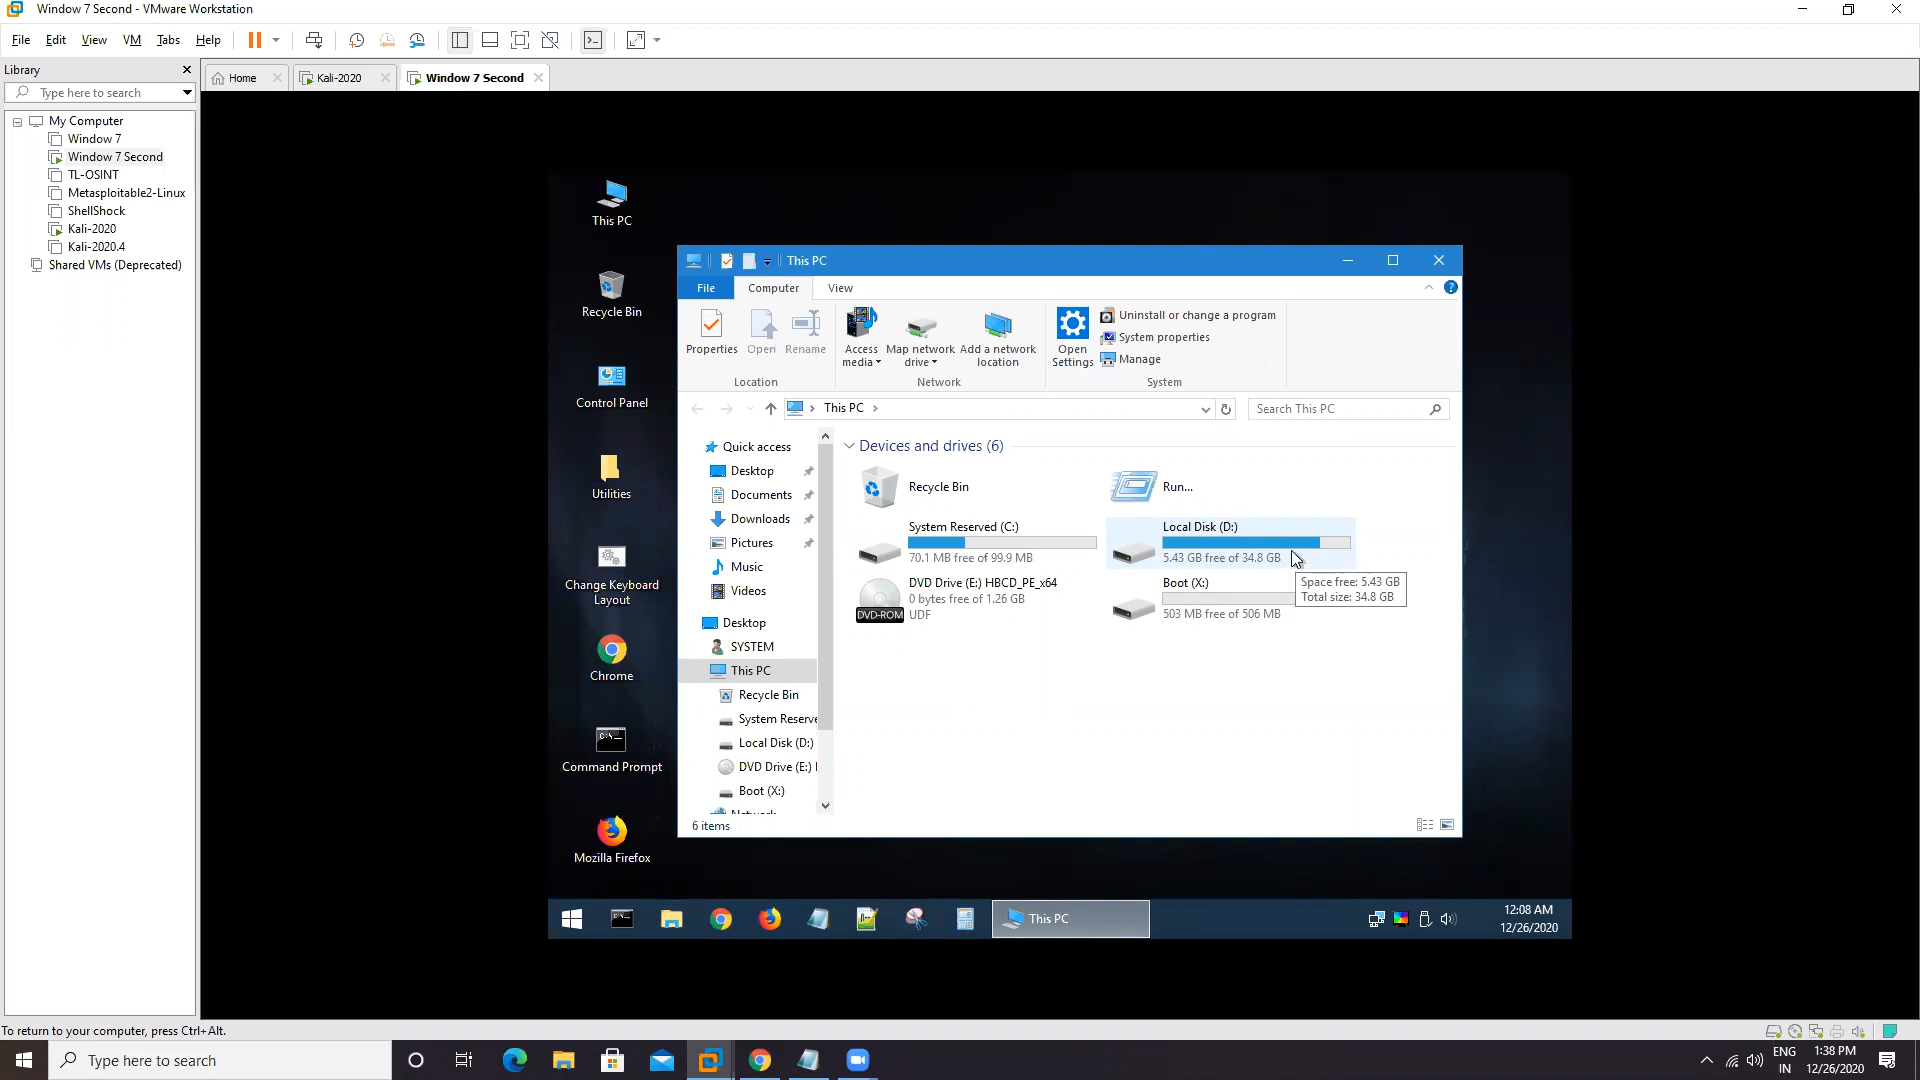 Window 7 Second - VMware Workstation
File Edit View VM Tabs Help
Library
Type here to search
My Computer
Window 7
Window 7 Second
TL-OSINT
Metasploitable2-Linux
ShellShock
Kali-2020
Kali-2020.4
Shared VMs (Deprecated)
Home
Kali-2020
Window 7 Second
This PC
Recycle Bin
Control Panel
Utilities
Change Keyboard
Layout
Chrome
Command Prompt
Mozilla Firefox
This PC
File Computer View
Properties
Open
Rename
Location
Access
media
Map network
drive
Add a network
location
Network
Open
Settings
Uninstall or change a program
System properties
Manage
System
This PC
Search This PC
Quick access
Desktop
Documents
Downloads
Pictures
Music
Videos
Desktop
SYSTEM
This PC
Recycle Bin
System Reserve
Local Disk (D:)
DVD Drive (E:)
Boot (X:)
Devices and drives (6)
Recycle Bin
Run...
System Reserved (C:)
70.1 MB free of 99.9 MB
Local Disk (D:)
5.43 GB free of 34.8 GB
DVD Drive (E:) HBCD_PE_x64
0 bytes free of 1.26 GB
UDF
DVD-ROM
Boot (X:)
503 MB free of 506 MB
Space free: 5.43 GB
Total size: 34.8 GB
6 items
This PC
12:08 AM
12/26/2020
To return to your computer, press Ctrl+Alt.
Type here to search
ENG
IN
1:38 PM
12/26/2020